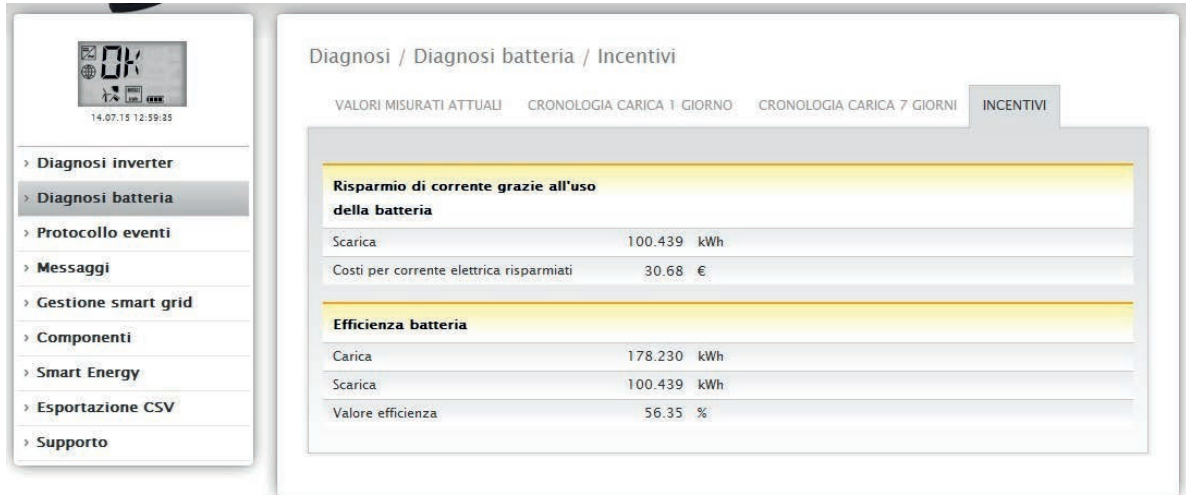 OK
14.07.15 12:59:35
› Diagnosi inverter
› Diagnosi batteria
› Protocollo eventi
› Messaggi
› Gestione smart grid
› Componenti
› Smart Energy
› Esportazione CSV
› Supporto
Diagnosi / Diagnosi batteria / Incentivi
VALORI MISURATI ATTUALI CRONOLOGIA CARICA 1 GIORNO CRONOLOGIA CARICA 7 GIORNI INCENTIVI
Risparmio di corrente grazie all'uso
della batteria
Scarica 100.439 kWh
Costi per corrente elettrica risparmiati 30.68 €
Efficienza batteria
Carica 178.230 kWh
Scarica 100.439 kWh
Valore efficienza 56.35 %